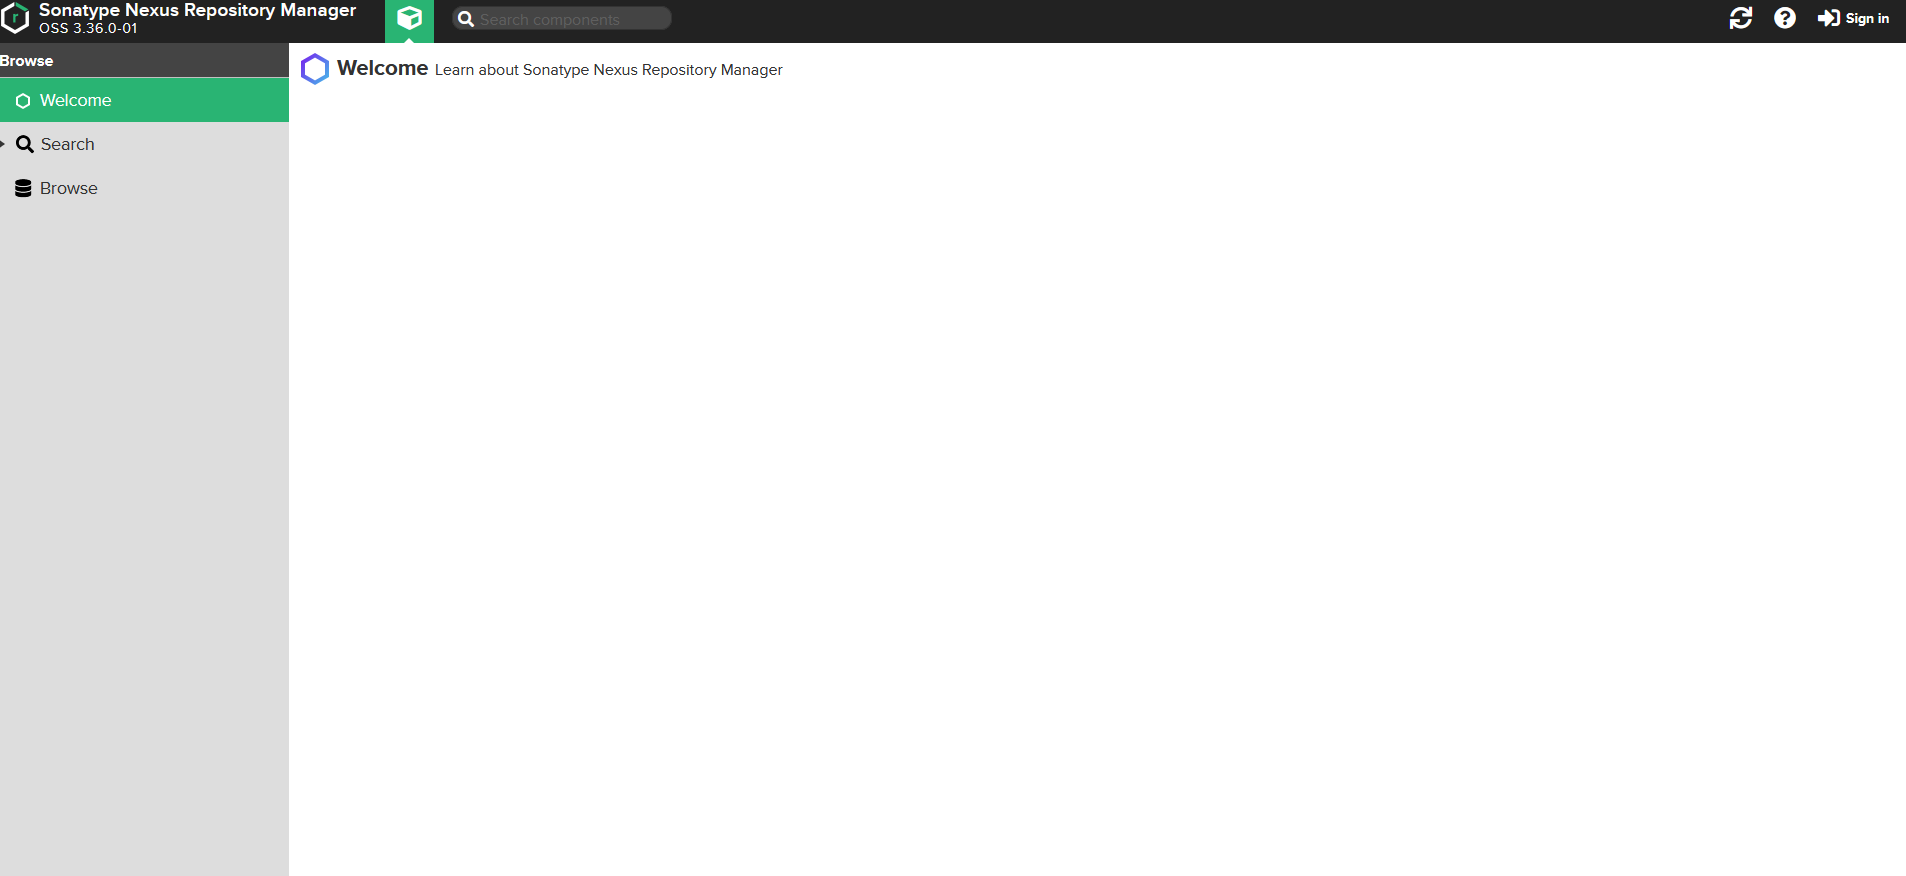 Sonatype Nexus Repository Manager
OSS 3.36.0-01
Search components
Sign in
Browse
Welcome
Search
Browse
Welcome Learn about Sonatype Nexus Repository Manager